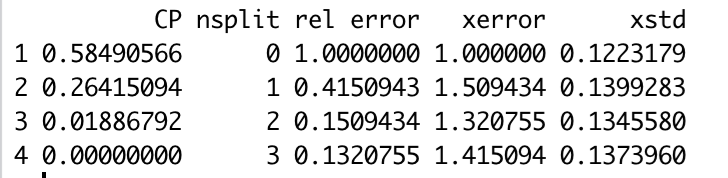 CP nsplit rel error xerror xstd
1 0.58490566 0 1.0000000 1.000000 0.1223179
2 0.26415094 1 0.4150943 1.509434 0.1399283
3 0.01886792 2 0.1509434 1.320755 0.1345580
4 0.00000000 3 0.1320755 1.415094 0.1373960